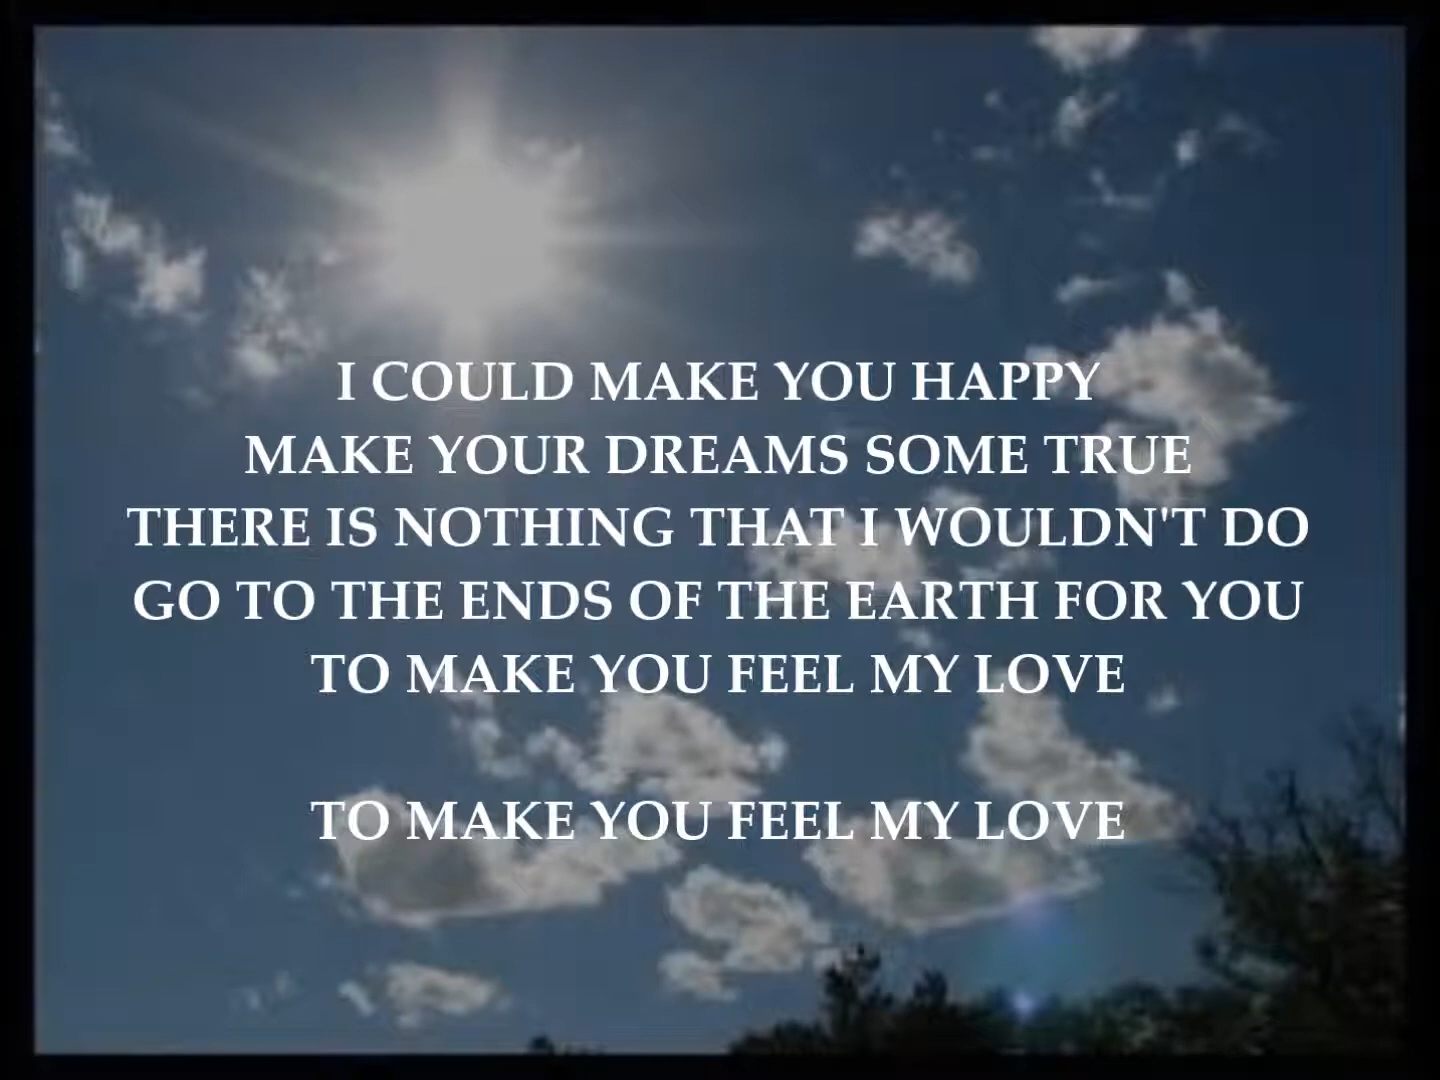 I COULD MAKE YOU HAPPY
MAKE YOUR DREAMS SOME TRUE
THERE IS NOTHING THAT I WOULDN'T DO
GO TO THE ENDS OF THE EARTH FOR YOU
TO MAKE YOU FEEL MY LOVE
TO MAKE YOU FEEL MY LOVE